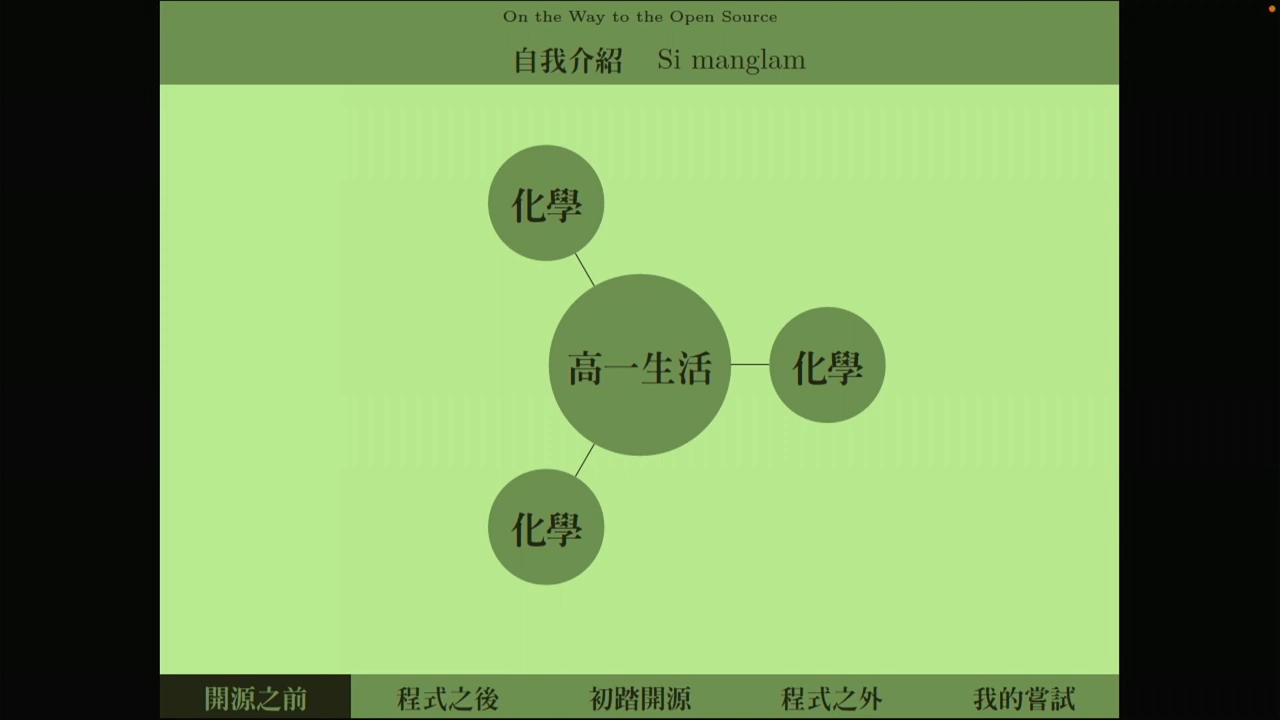 On the Way to the Open Source
自我介紹 Si manglam
化學
高一生活
化學
化學
開源之前 程式之後 初踏開源 程式之外 我的嘗試